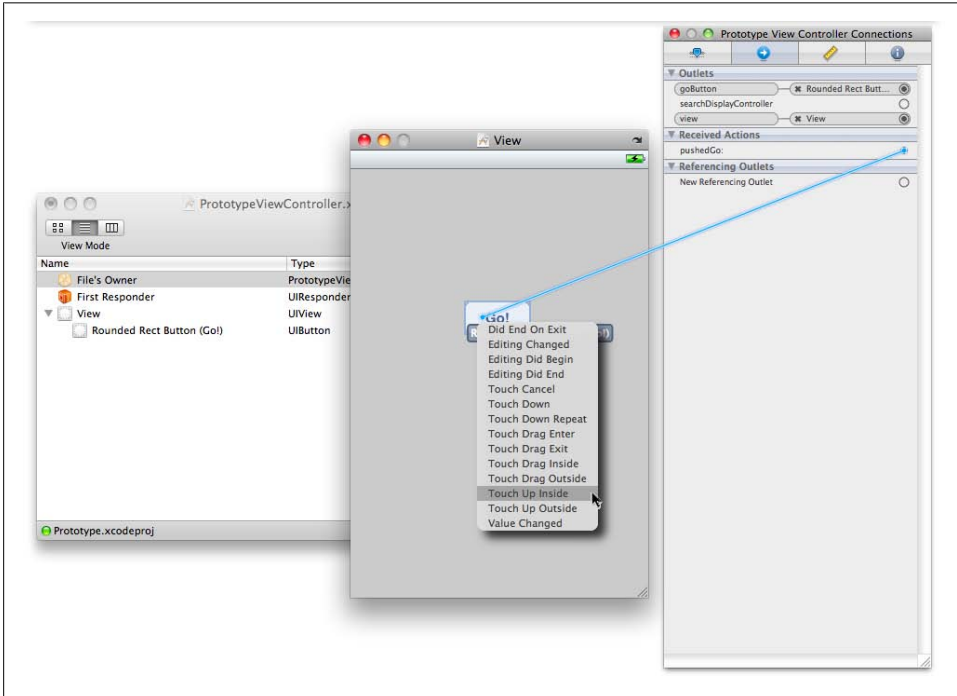 Prototype View Controller Connections
Outlets
goButton
Rounded Rect Butt...
searchDisplayController
view
View
Received Actions
pushedGo:
Referencing Outlets
New Referencing Outlet
View
PrototypeViewController.x
View Mode
Name
Type
File's Owner
PrototypeVie
First Responder
UIResponder
View
UIView
Rounded Rect Button (Go!)
UIButton
Prototype.xcodeproj
Go!
Did End On Exit
Editing Changed
Editing Did Begin
Editing Did End
Touch Cancel
Touch Down
Touch Down Repeat
Touch Drag Enter
Touch Drag Exit
Touch Drag Inside
Touch Drag Outside
Touch Up Inside
Touch Up Outside
Value Changed